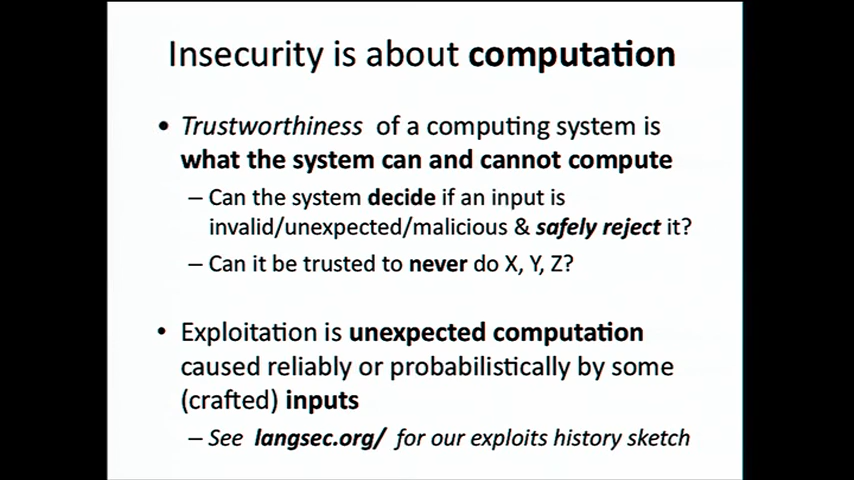 Insecurity is about computation
• Trustworthiness of a computing system is
what the system can and cannot compute
– Can the system decide if an input is
invalid/unexpected/malicious & safely reject it?
– Can it be trusted to never do X, Y, Z?
• Exploitation is unexpected computation
caused reliably or probabilistically by some
(crafted) inputs
– See langsec.org/ for our exploits history sketch